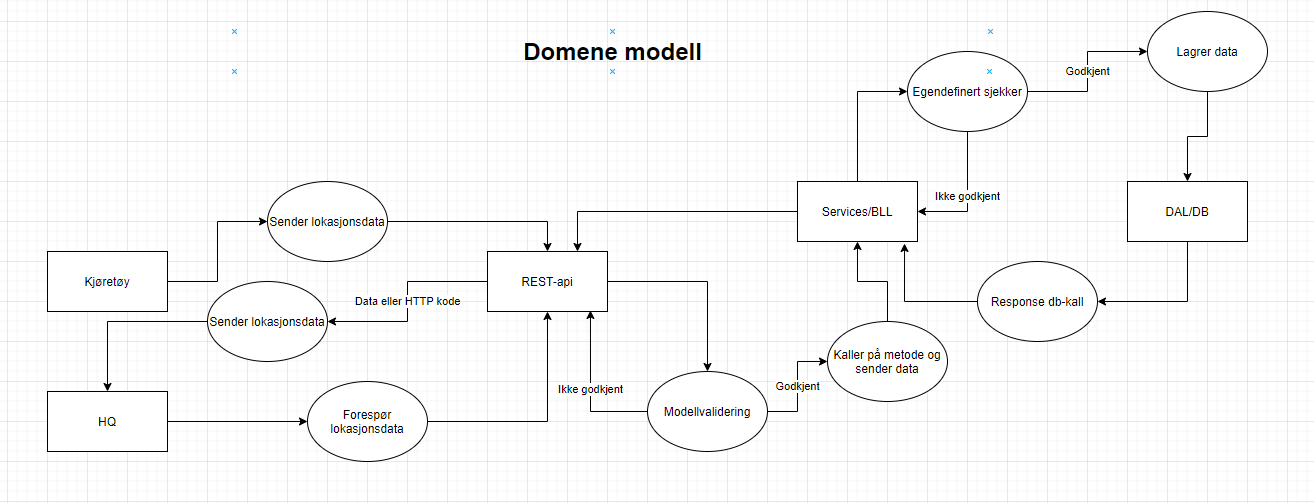 Domene modell
Lagrer data
Godkjent
Egendefinert sjekker
Ikke godkjent
Services/BLL
DAL/DB
Sender lokasjonsdata
Kjøretøy
REST-api
Data eller HTTP kode
Sender lokasjonsdata
Response db-kall
Kaller på metode og
sender data
Godkjent
Ikke godkjent
Modellvalidering
HQ
Forespør
lokasjonsdata